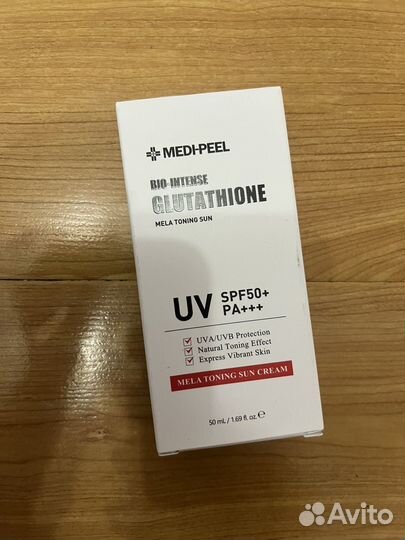 MEDI-PEEL
BIO-INTENSE
GLUTATHIONE
MELA TONING SUN
UV SPF50+
PA+++
UVA/UVB Protection
Natural Toning Effect
Express Vibrant Skin
MELA TONING SUN CREAM
50 ml. / 1.69 fl. oz. ℮
Avito